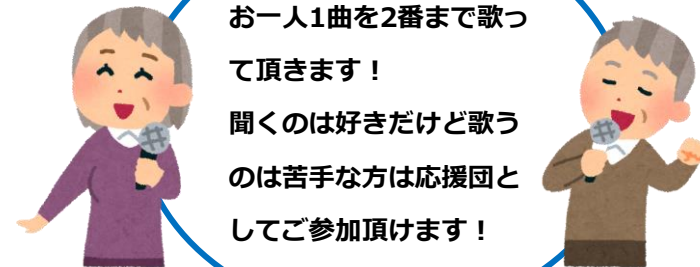 お一人1曲を2番まで歌っ
て頂きます！
聞くのは好きだけど歌う
のは苦手な方は応援団と
してご参加頂けます！